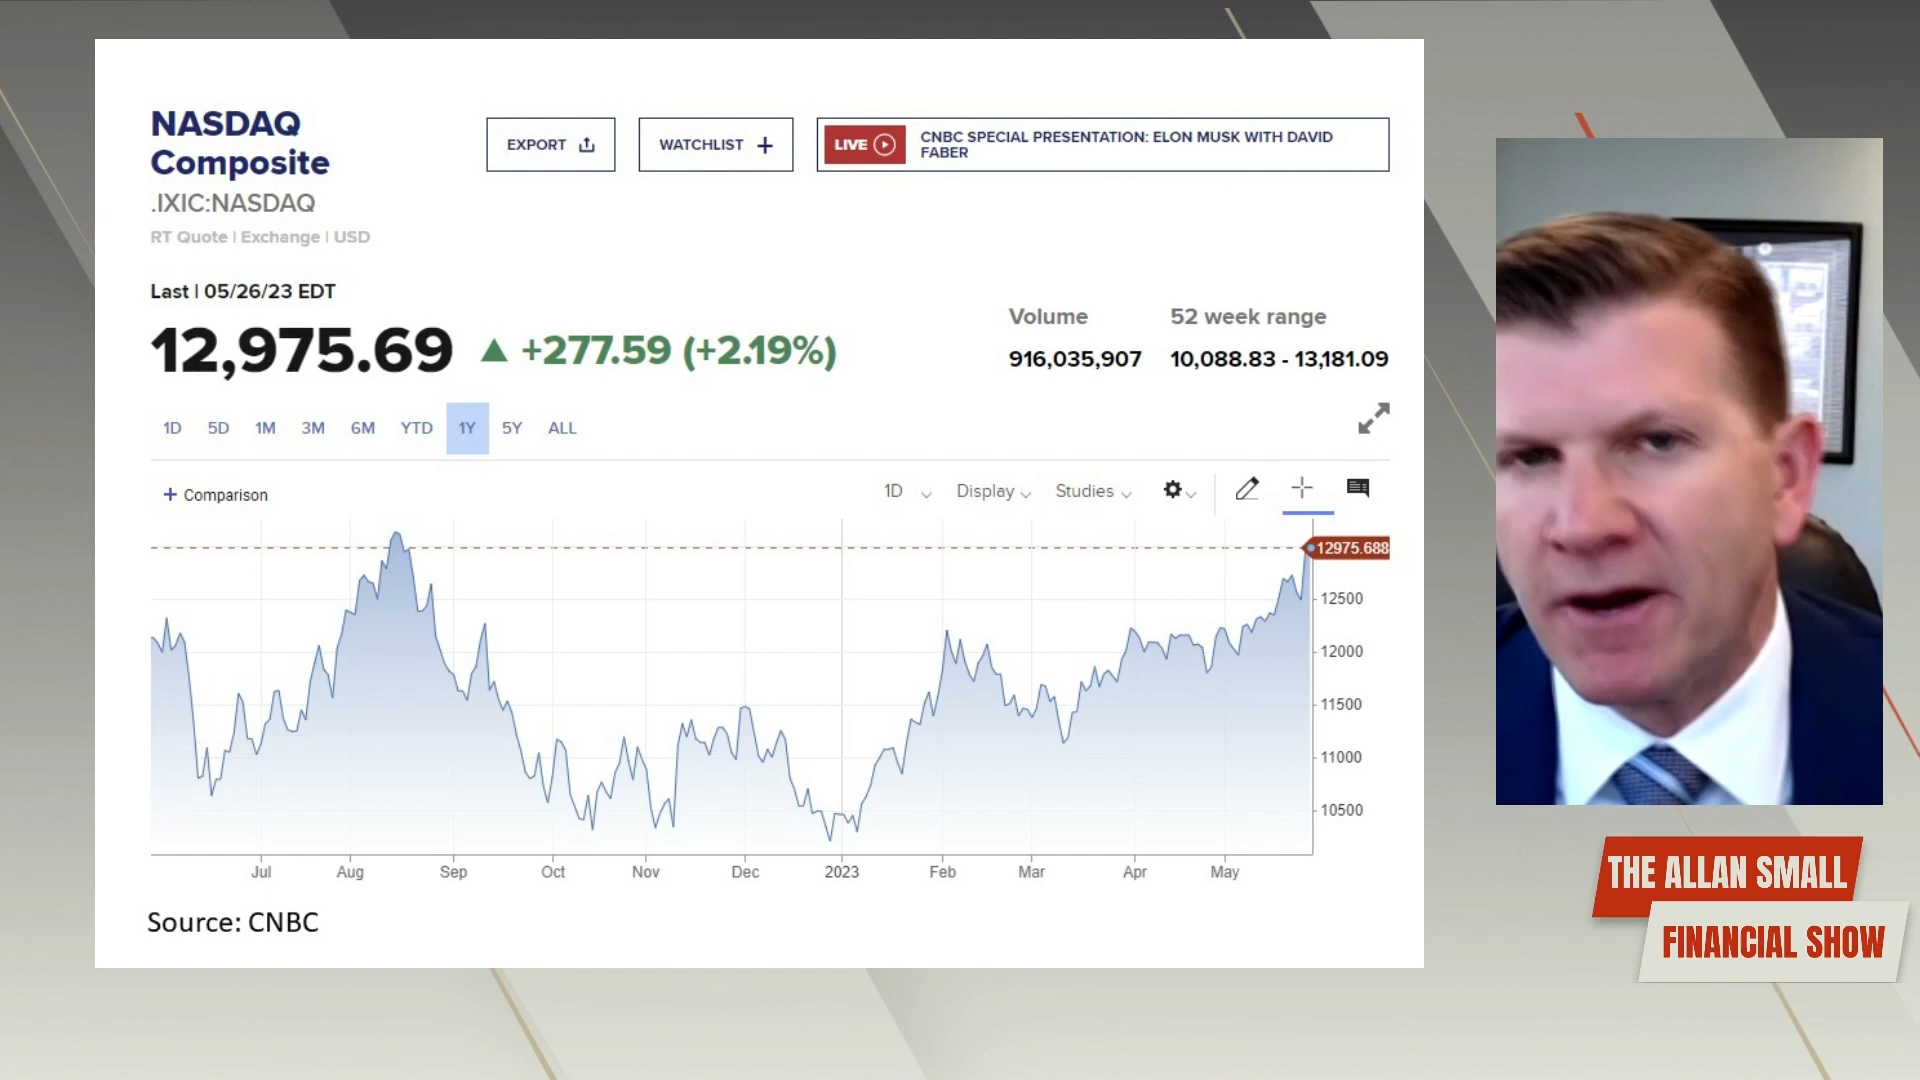 NASDAQ
Composite
.IXIC:NASDAQ
RT Quote | Exchange | USD
EXPORT
WATCHLIST +
LIVE
CNBC SPECIAL PRESENTATION: ELON MUSK WITH DAVID
FABER
Last | 05/26/23 EDT
12,975.69 ▲ +277.59 (+2.19%)
Volume
916,035,907
52 week range
10,088.83 - 13,181.09
1D 5D 1M 3M 6M YTD 1Y 5Y ALL
+ Comparison
1D Display Studies
12975.688
12500
12000
11500
11000
10500
Jul Aug Sep Oct Nov Dec 2023 Feb Mar Apr May
Source: CNBC
THE ALLAN SMALL
FINANCIAL SHOW